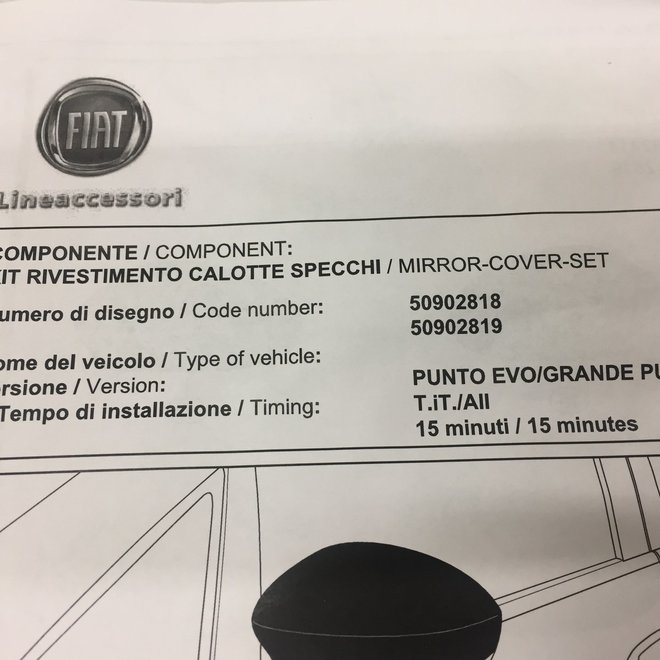 FIAT
Lineaccessori
COMPONENTE / COMPONENT:
KIT RIVESTIMENTO CALOTTE SPECCHI / MIRROR-COVER-SET
umero di disegno / Code number: 50902818
50902819
ome del veicolo / Type of vehicle: PUNTO EVO/GRANDE PU
ersione / Version: T.iT./All
Tempo di installazione / Timing: 15 minuti / 15 minutes